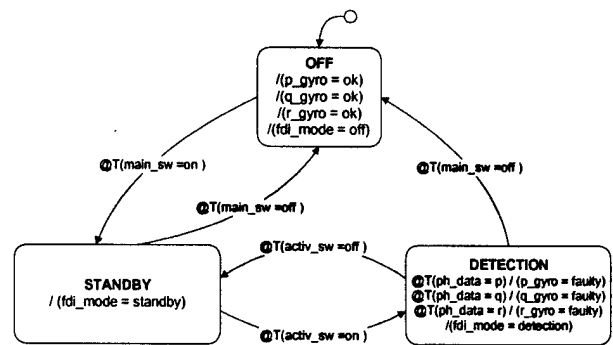 OFF
/(p_gyro = ok)
/(q_gyro = ok)
/(r_gyro = ok)
/(fdi_mode = off)
@T(main_sw =on )
@T(main_sw =off )
@T(main_sw =off )
@T(activ_sw =off )
STANDBY
/ (fdi_mode = standby)
DETECTION
@T(ph_data = p) / (p_gyro = faulty)
@T(ph_data = q) / (q_gyro = faulty)
@T(ph_data = r) / (r_gyro = faulty)
/(fdi_mode = detection)
@T(activ_sw =on )